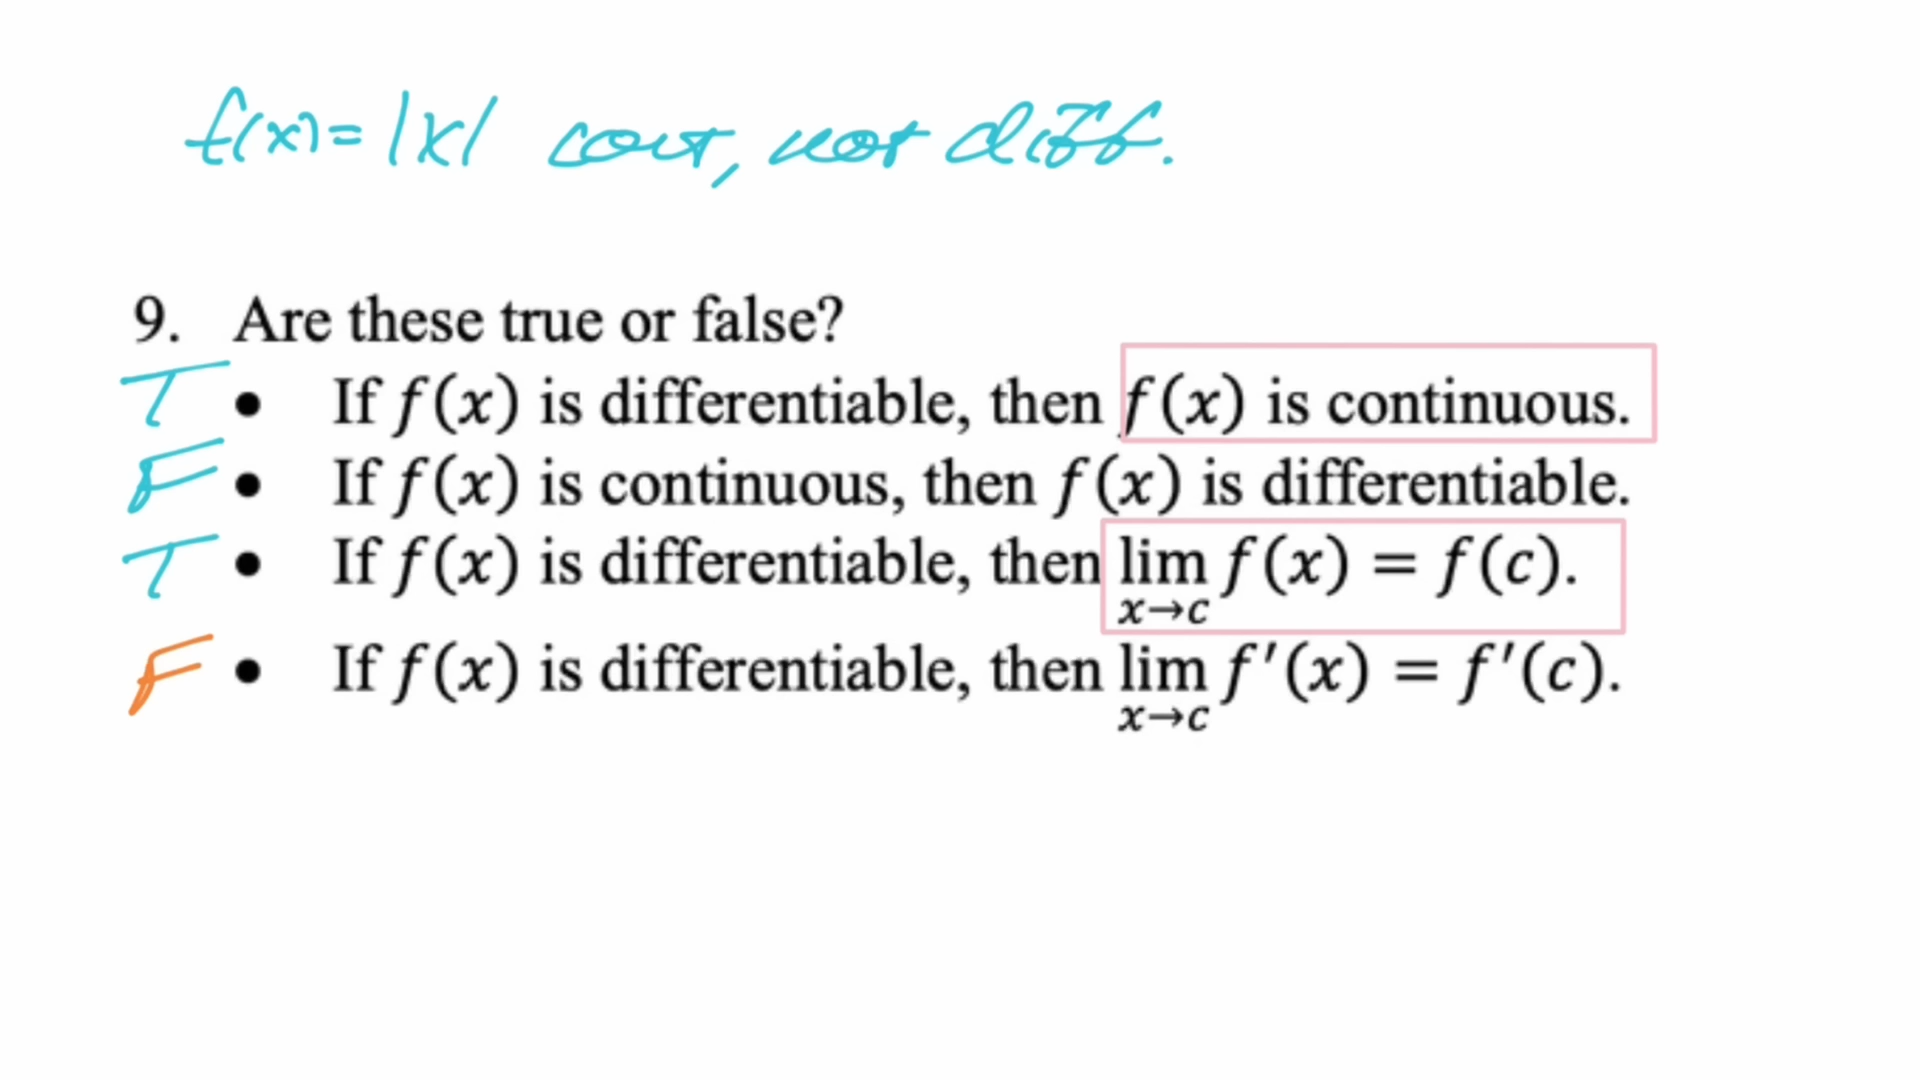 f(x) = |x| cont, not diff.
9. Are these true or false?
T • If f(x) is differentiable, then f(x) is continuous.
F • If f(x) is continuous, then f(x) is differentiable.
T • If f(x) is differentiable, then lim x→c f(x) = f(c).
F • If f(x) is differentiable, then lim x→c f′(x) = f′(c).